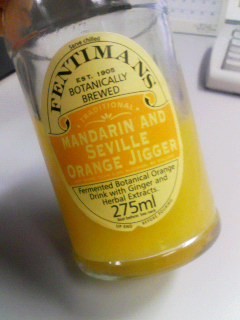 FENTIMANS
EST. 1905
BOTANICALLY
BREWED
TRADITIONAL
MANDARIN AND
SEVILLE
ORANGE JIGGER
Fermented Botanical Orange
Drink with Ginger and
Herbal Extracts.
275ml